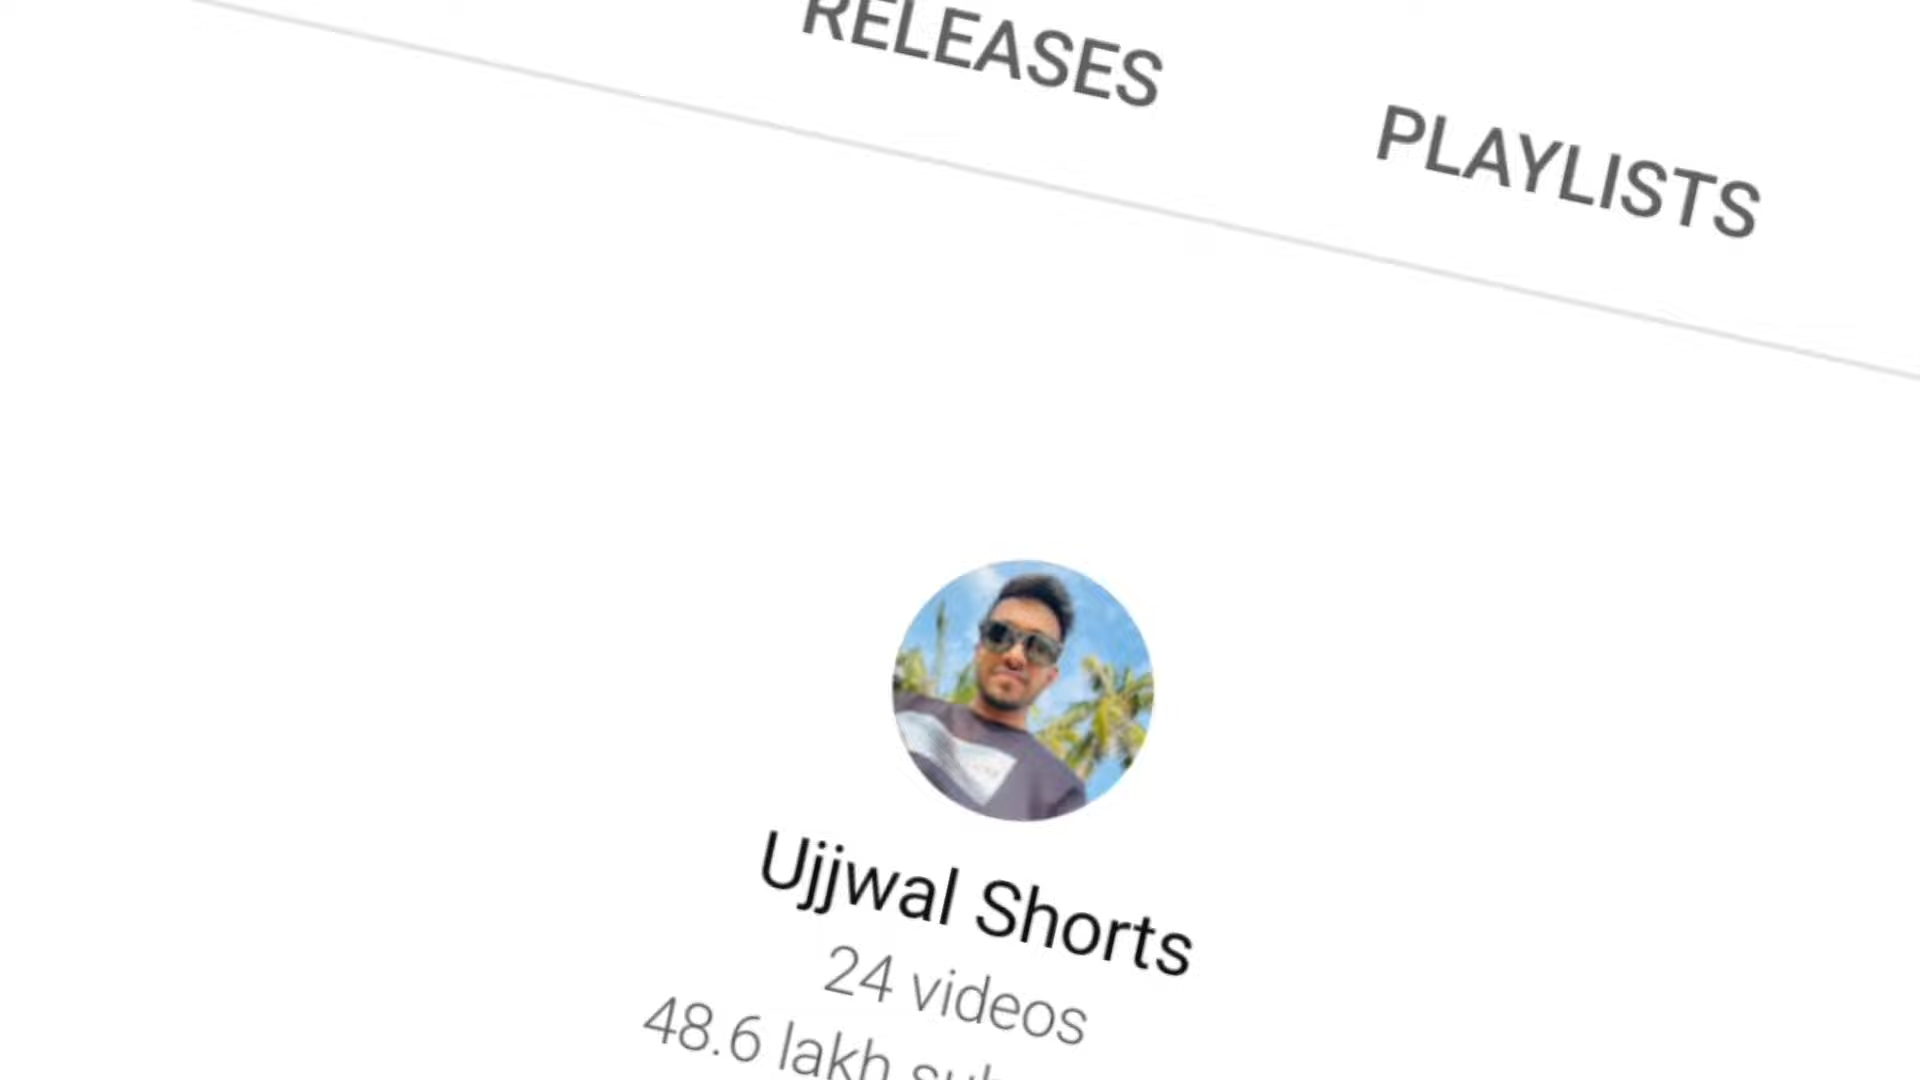 RELEASES
PLAYLISTS
Ujjwal Shorts
24 videos
48.6 lakh